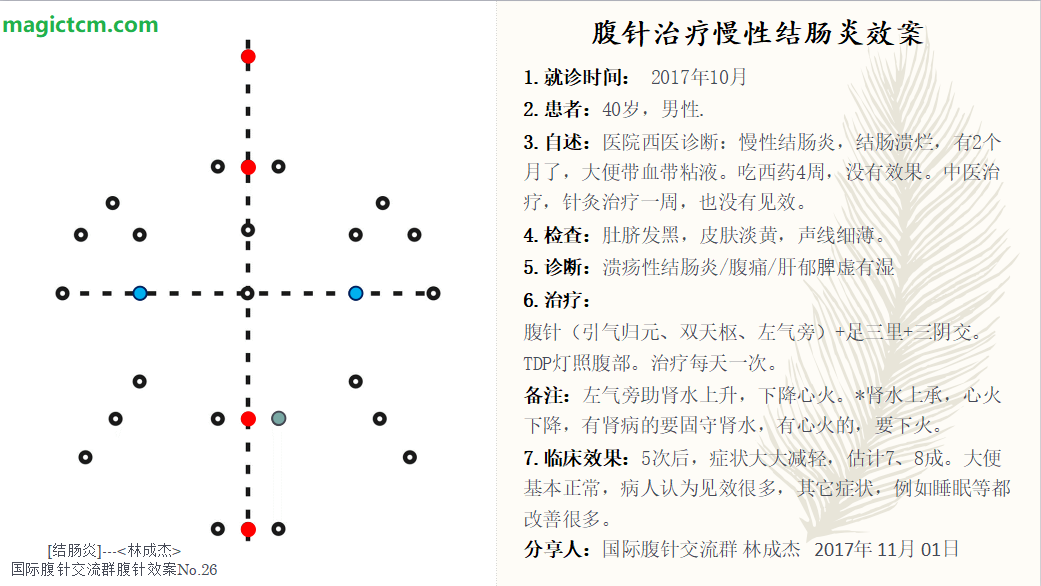 magictcm.com
[结肠炎]---<林成杰>
国际腹针交流群腹针效案No.26
腹针治疗慢性结肠炎效案
1. 就诊时间： 2017年10月
2. 患者：40岁，男性.
3. 自述：医院西医诊断：慢性结肠炎，结肠溃烂，有2个
月了，大便带血带粘液。吃西药4周，没有效果。中医治
疗，针灸治疗一周，也没有见效。
4. 检查：肚脐发黑，皮肤淡黄，声线细薄。
5. 诊断：溃疡性结肠炎/腹痛/肝郁脾虚有湿
6. 治疗：
腹针（引气归元、双天枢、左气旁）+足三里+三阴交。
TDP灯照腹部。治疗每天一次。
备注：左气旁助肾水上升，下降心火。*肾水上承，心火
下降，有肾病的要固守肾水，有心火的，要下火。
7. 临床效果：5次后，症状大大减轻，估计7、8成。大便
基本正常，病人认为见效很多，其它症状，例如睡眠等都
改善很多。
分享人：国际腹针交流群 林成杰 2017年 11月 01日